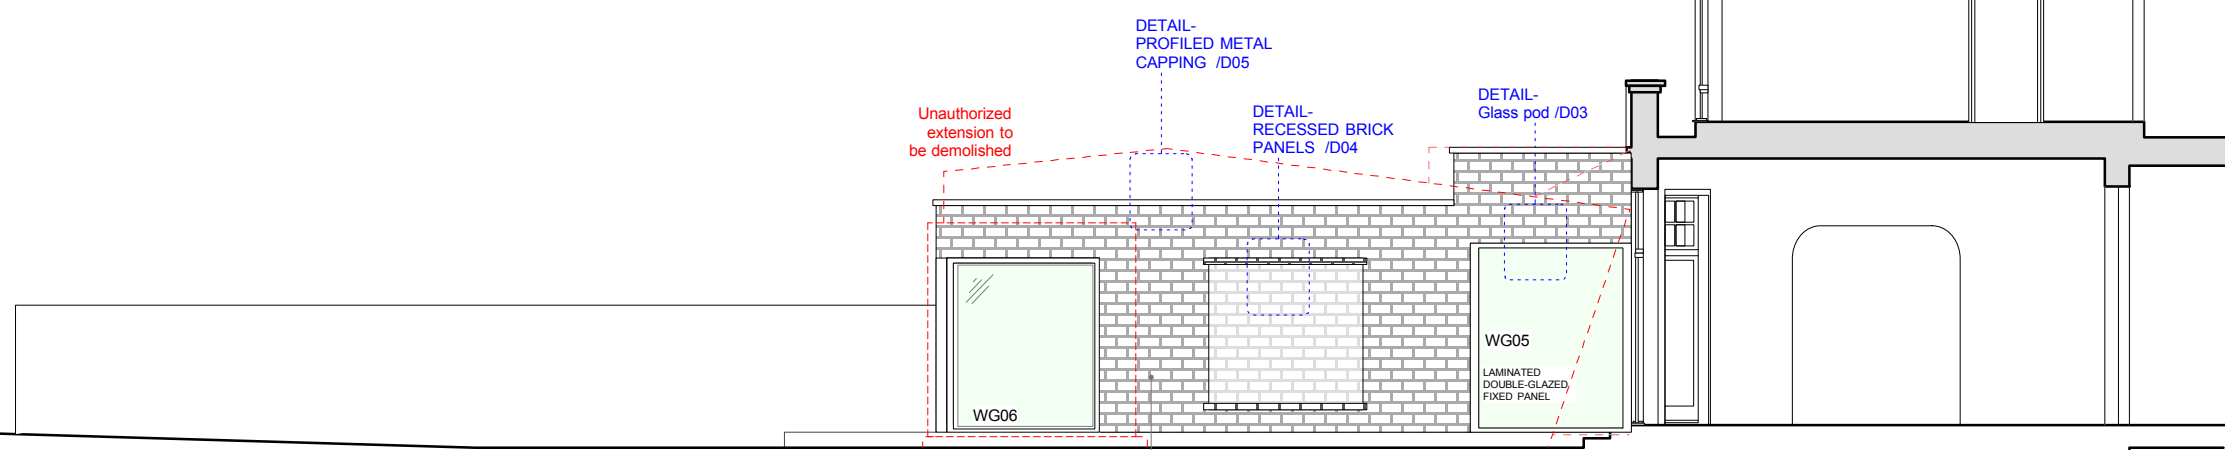 DETAIL-
PROFILED METAL
CAPPING /D05
Unauthorized
extension to
be demolished
DETAIL-
RECESSED BRICK
PANELS /D04
DETAIL-
Glass pod /D03
WG06
WG05
LAMINATED
DOUBLE-GLAZED
FIXED PANEL